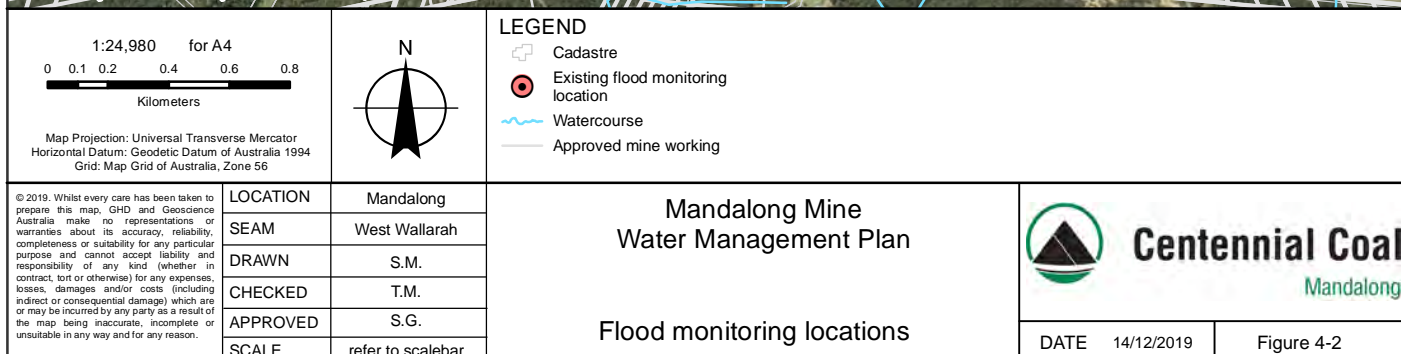 1:24,980 for A4
0 0.1 0.2 0.4 0.6 0.8
Kilometers
Map Projection: Universal Transverse Mercator
Horizontal Datum: Geodetic Datum of Australia 1994
Grid: Map Grid of Australia, Zone 56
N
LEGEND
Cadastre
Existing flood monitoring
location
Watercourse
Approved mine working
© 2019. Whilst every care has been taken to
prepare this map, GHD and Geoscience
Australia make no representations or
warranties about its accuracy, reliability,
completeness or suitability for any particular
purpose and cannot accept liability and
responsibility of any kind (whether in
contract, tort or otherwise) for any expenses,
losses, damages and/or costs (including
indirect or consequential damage) which are
or may be incurred by any party as a result of
the map being inaccurate, incomplete or
unsuitable in any way and for any reason.
LOCATION Mandalong
SEAM West Wallarah
DRAWN S.M.
CHECKED T.M.
APPROVED S.G.
SCALE refer to scalebar
Mandalong Mine
Water Management Plan
Flood monitoring locations
Centennial Coal
Mandalong
DATE 14/12/2019 Figure 4-2